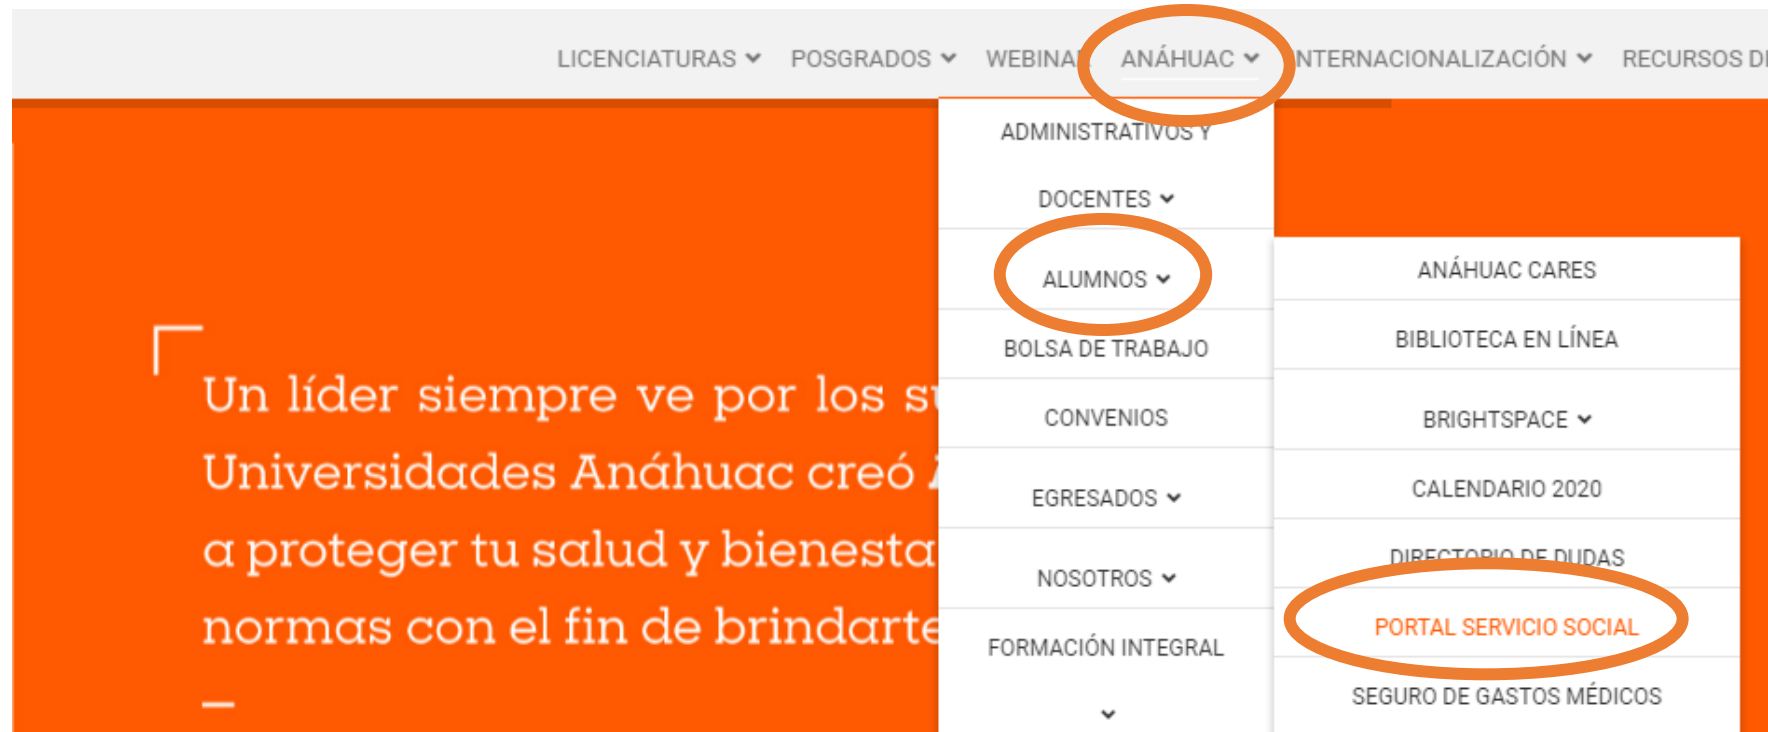 LICENCIATURAS POSGRADOS WEBINAR ANÁHUAC INTERNACIONALIZACIÓN RECURSOS
ADMINISTRATIVOS Y
DOCENTES
ALUMNOS
BOLSA DE TRABAJO
CONVENIOS
EGRESADOS
NOSOTROS
FORMACIÓN INTEGRAL
ANÁHUAC CARES
BIBLIOTECA EN LÍNEA
BRIGHTSPACE
CALENDARIO 2020
DIRECTORIO DE DUDAS
PORTAL SERVICIO SOCIAL
SEGURO DE GASTOS MÉDICOS
Un líder siempre ve por los
Universidades Anáhuac creó
a proteger tu salud y bienesta
normas con el fin de brindarte